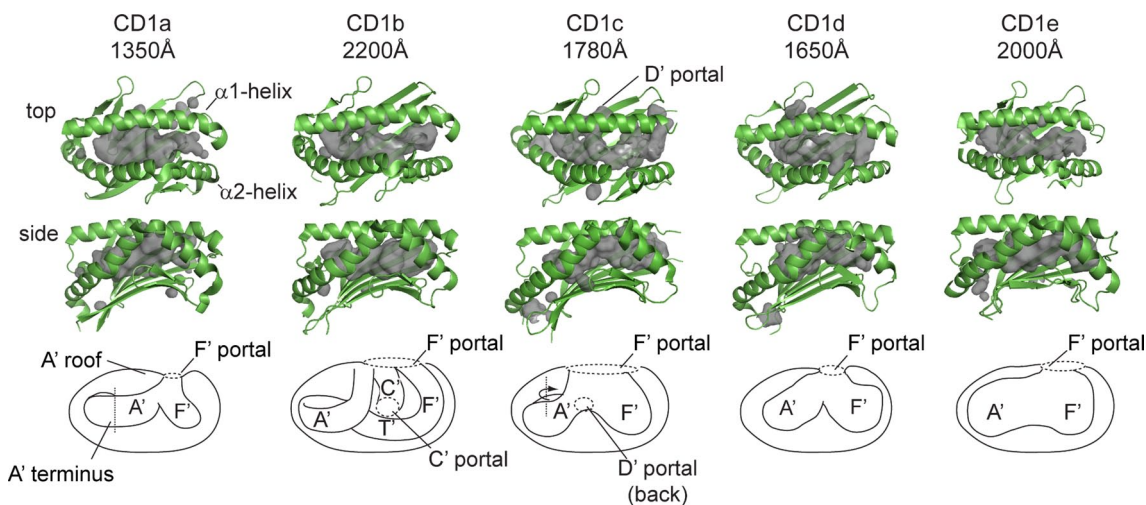 CD1a
1350Å
CD1b
2200Å
CD1c
1780Å
CD1d
1650Å
CD1e
2000Å
D' portal
top
α1-helix
α2-helix
side
A' roof
F' portal
A'
F'
A' terminus
F' portal
A'
C'
F'
T'
C' portal
F' portal
A'
F'
D' portal
(back)
F' portal
A'
F'
F' portal
A'
F'